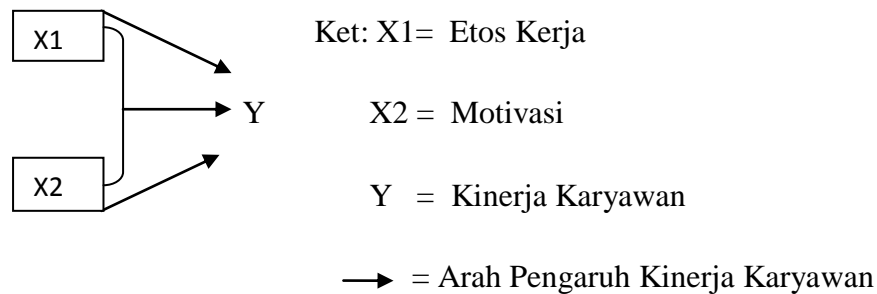 X1
Ket: X1= Etos Kerja
Y
X2 = Motivasi
X2
Y = Kinerja Karyawan
= Arah Pengaruh Kinerja Karyawan